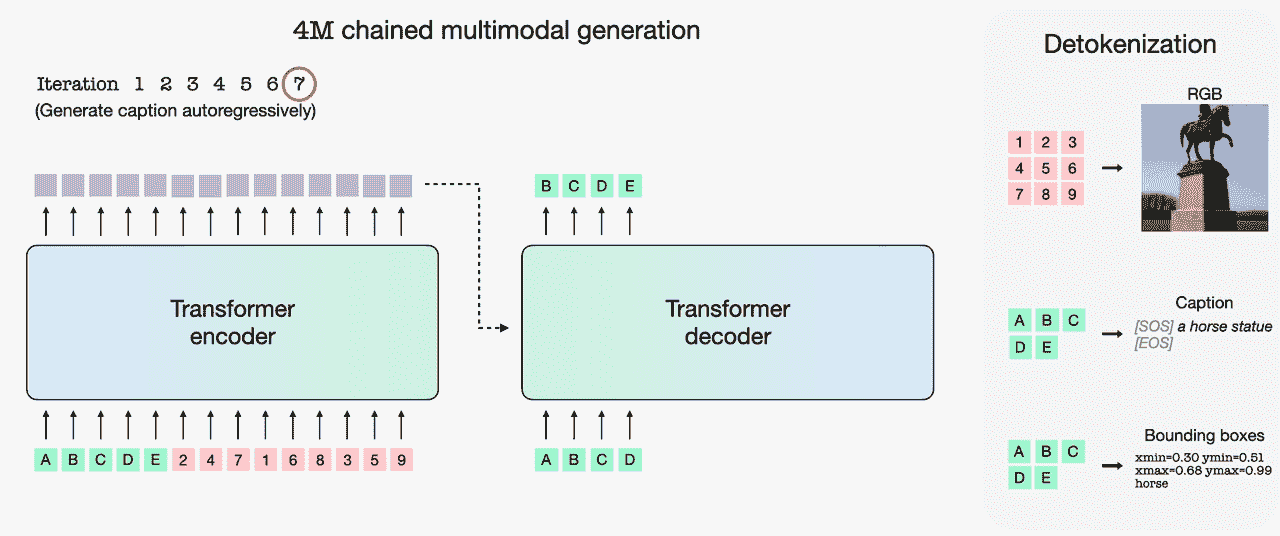 4M chained multimodal generation
Iteration 1 2 3 4 5 6 7
(Generate caption autoregressively)
B C D E
Transformer
encoder
Transformer
decoder
A B C D E 2 4 7 1 6 8 3 5 9
A B C D
Detokenization
RGB
1 2 3
4 5 6
7 8 9
Caption
A B C
D E
[SOS] a horse statue
[EOS]
Bounding boxes
A B C
D E
xmin=0.30 ymin=0.51
xmax=0.68 ymax=0.99
horse